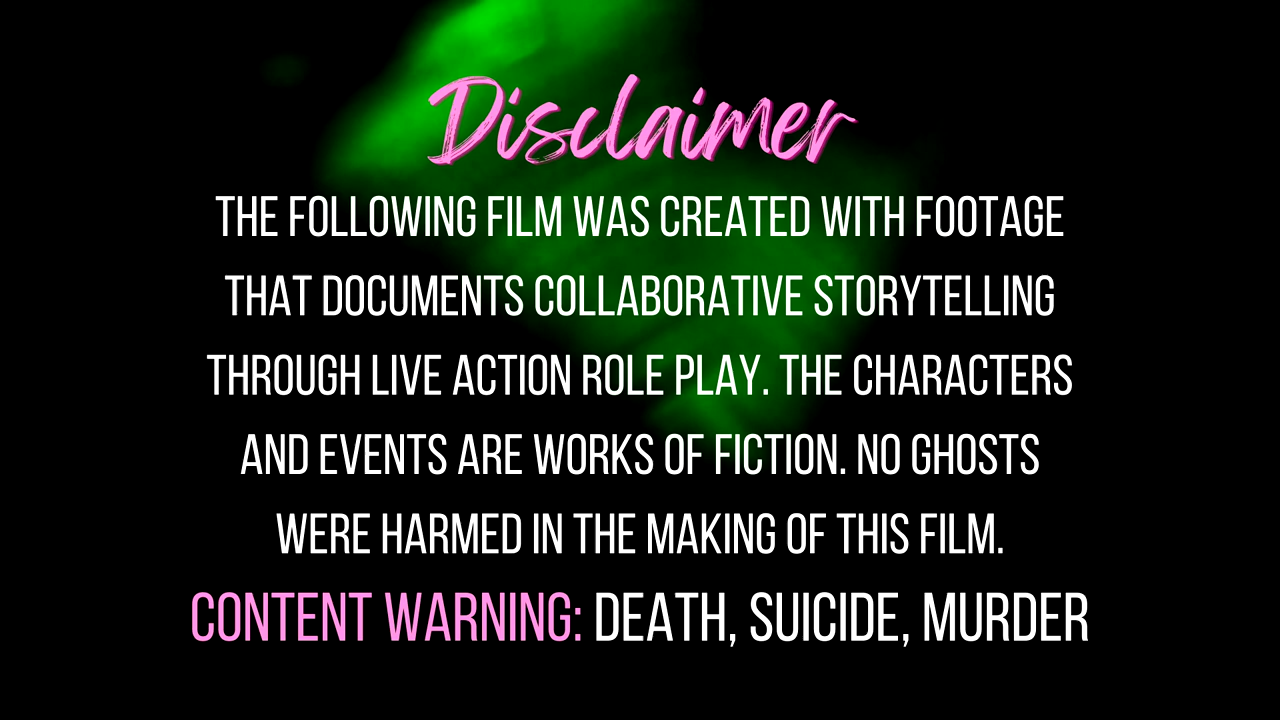 Disclaimer
THE FOLLOWING FILM WAS CREATED WITH FOOTAGE
THAT DOCUMENTS COLLABORATIVE STORYTELLING
THROUGH LIVE ACTION ROLE PLAY. THE CHARACTERS
AND EVENTS ARE WORKS OF FICTION. NO GHOSTS
WERE HARMED IN THE MAKING OF THIS FILM.
CONTENT WARNING: DEATH, SUICIDE, MURDER